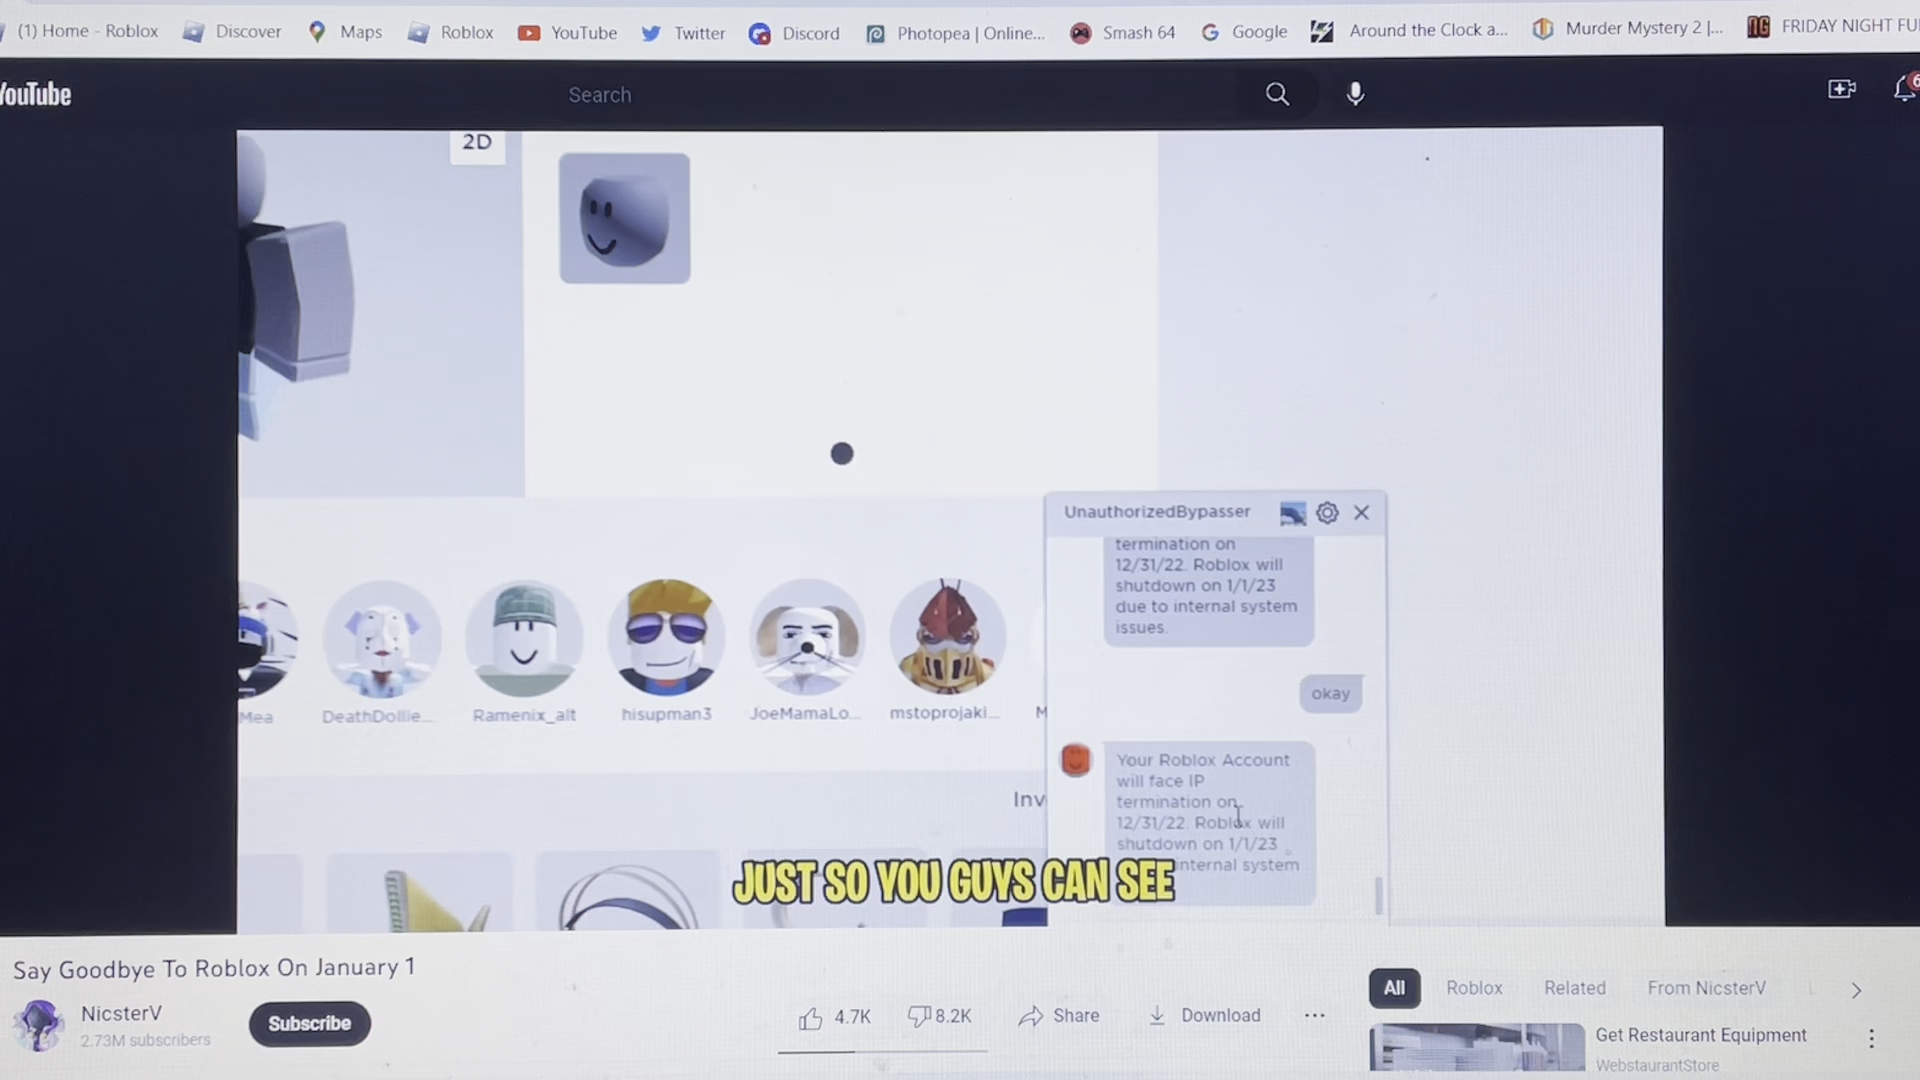 (1) Home - Roblox
Discover
Maps
Roblox
YouTube
Twitter
Discord
Photopea | Online...
Smash 64
Google
Around the Clock a...
Murder Mystery 2 |...
FRIDAY NIGHT FU
YouTube
Search
6
2D
UnauthorizedBypasser
termination on
12/31/22. Roblox will
shutdown on 1/1/23
due to internal system
issues.
okay
Mea
DeathDollie...
Ramenix_alt
hisupman3
JoeMamaLo...
mstoprojaki...
M
Your Roblox Account
will face IP
termination on
12/31/22. Roblox will
shutdown on 1/1/23
internal system
Inv
JUST SO YOU GUYS CAN SEE
Say Goodbye To Roblox On January 1
NicsterV
2.73M subscribers
Subscribe
4.7K
8.2K
Share
Download
All
Roblox
Related
From NicsterV
Get Restaurant Equipment
WebstaurantStore